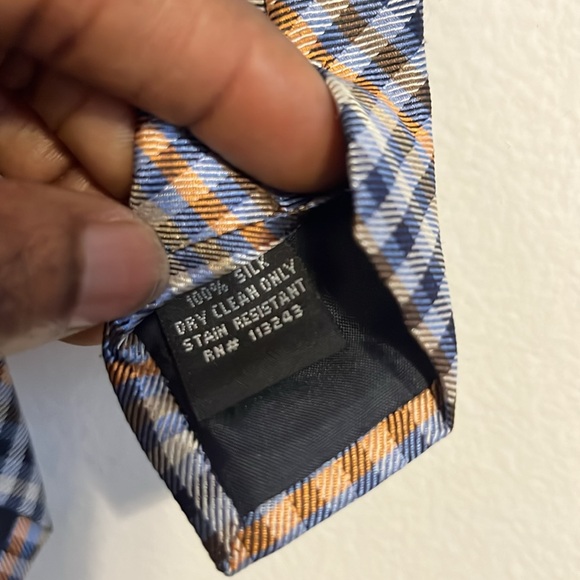 100% SILK
DRY CLEAN ONLY
STAIN RESISTANT
RN# 113243